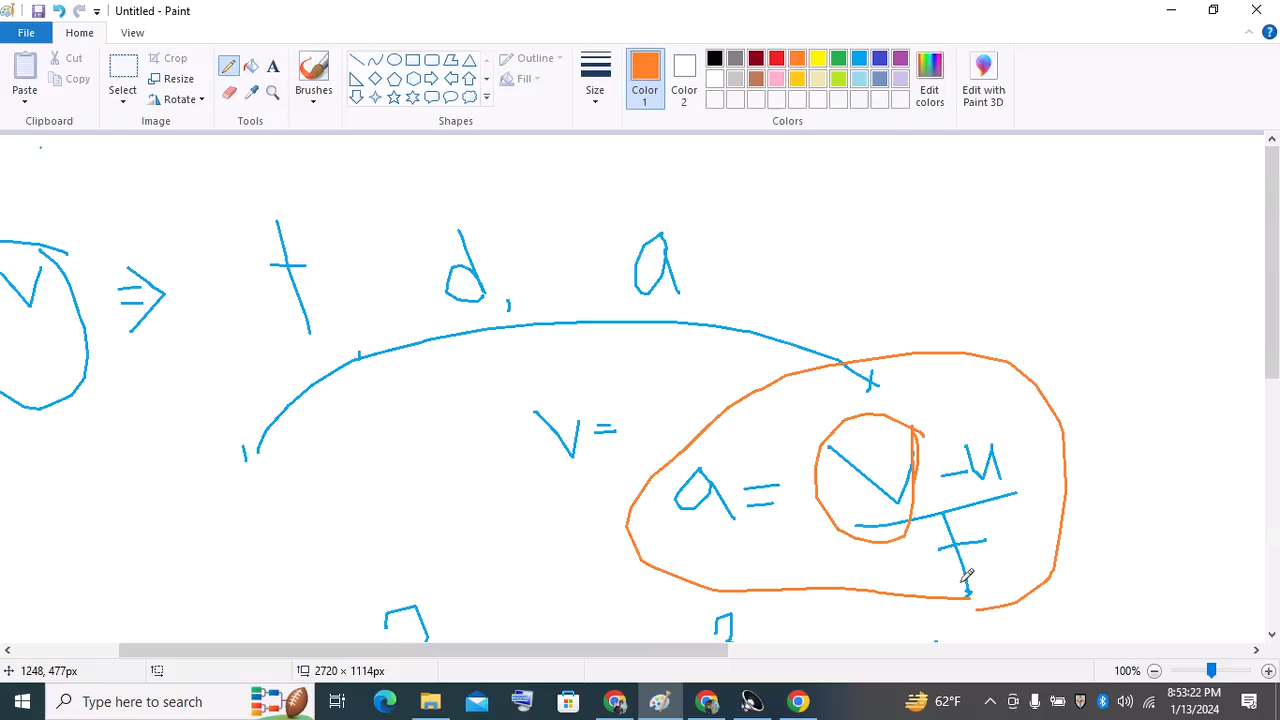 Untitled - Paint
File Home View
Paste Cut Copy
Clipboard
Select Crop Resize Rotate
Image
Tools
Brushes
Shapes
Outline
Fill
Size
Color 1
Color 2
Colors
Edit colors
Edit with Paint 3D
V ⇒ t d, a
V =
a = V - u
t
1248, 477px
2720 × 1114px
100%
Type here to search
62°F
8:53:22 PM
1/13/2024